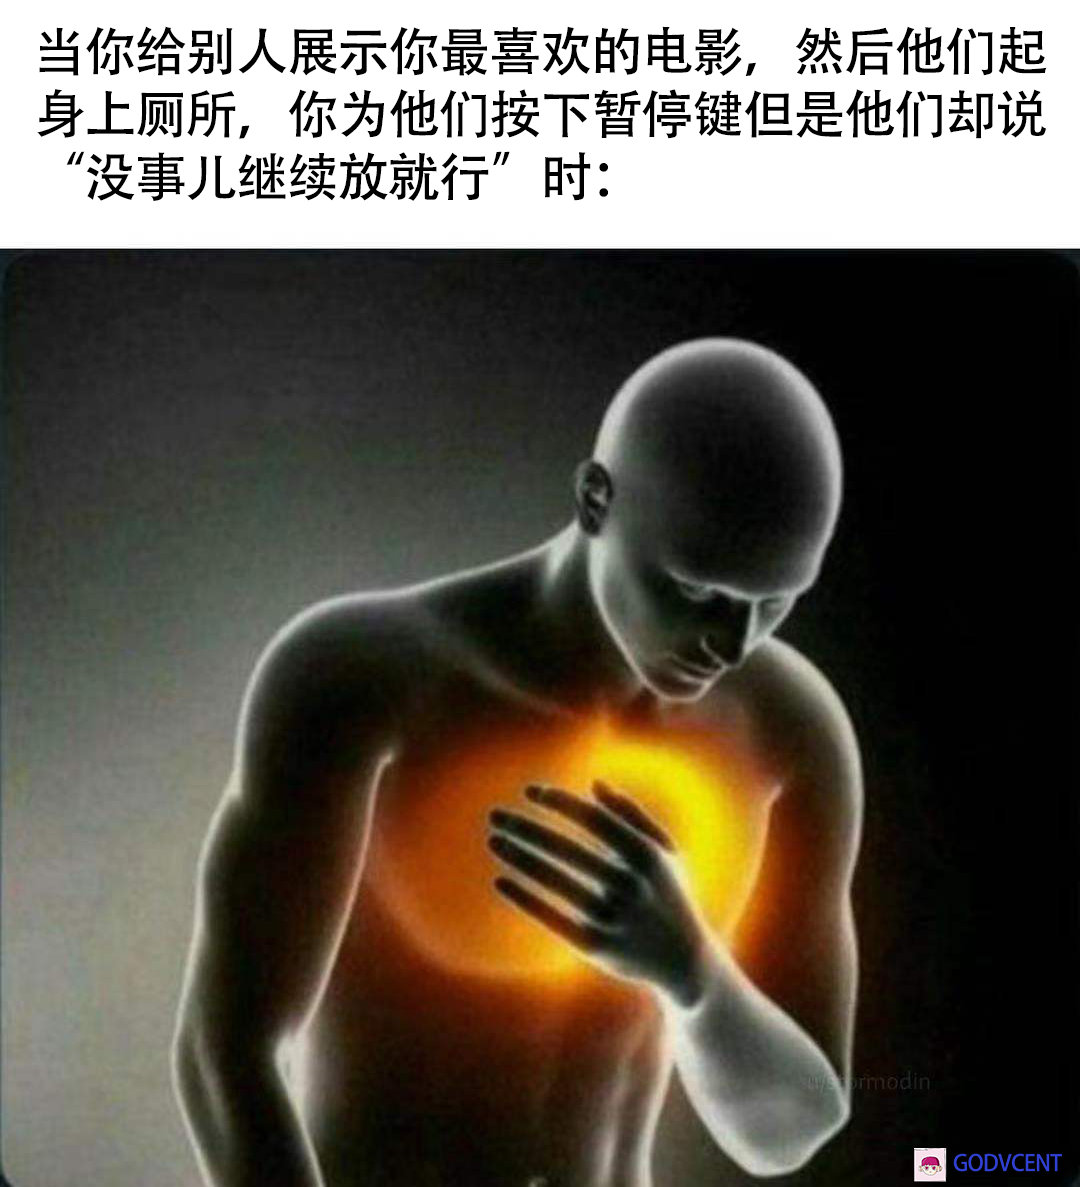 当你给别人展示你最喜欢的电影，然后他们起
身上厕所，你为他们按下暂停键但是他们却说
“没事儿继续放就行”时：
u/stormodin
GODVCENT